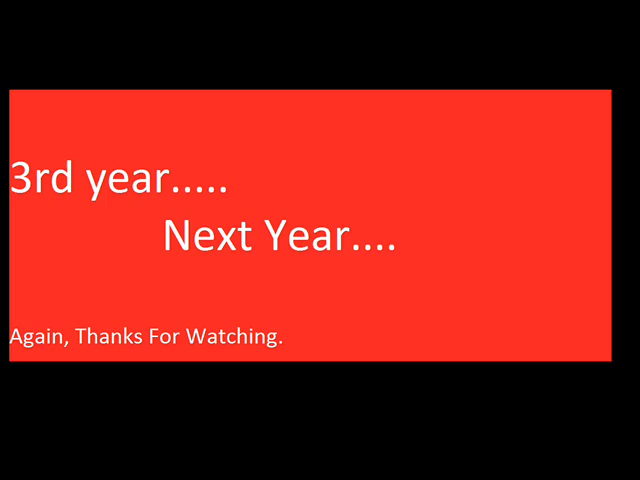 3rd year.....
Next Year....
Again, Thanks For Watching.